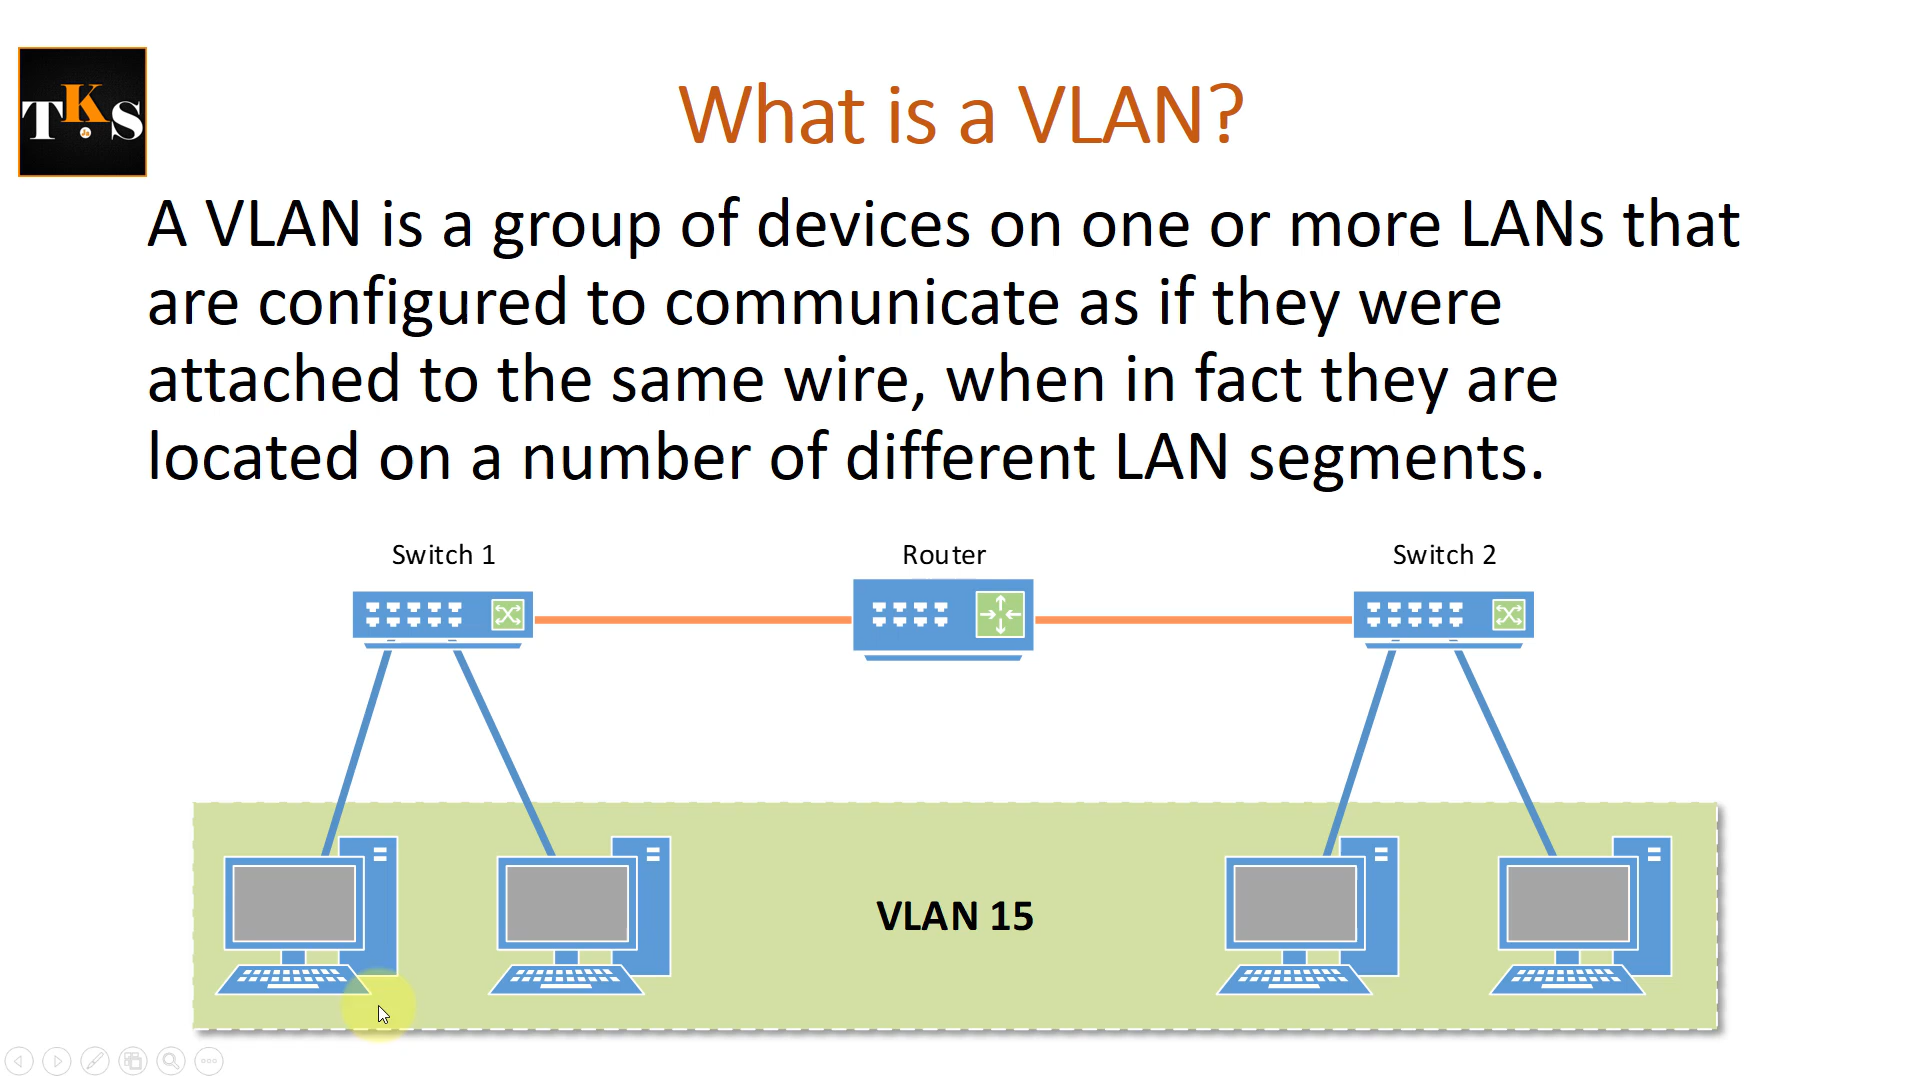 TKS
What is a VLAN?
A VLAN is a group of devices on one or more LANs that
are configured to communicate as if they were
attached to the same wire, when in fact they are
located on a number of different LAN segments.
Switch 1
Router
Switch 2
VLAN 15